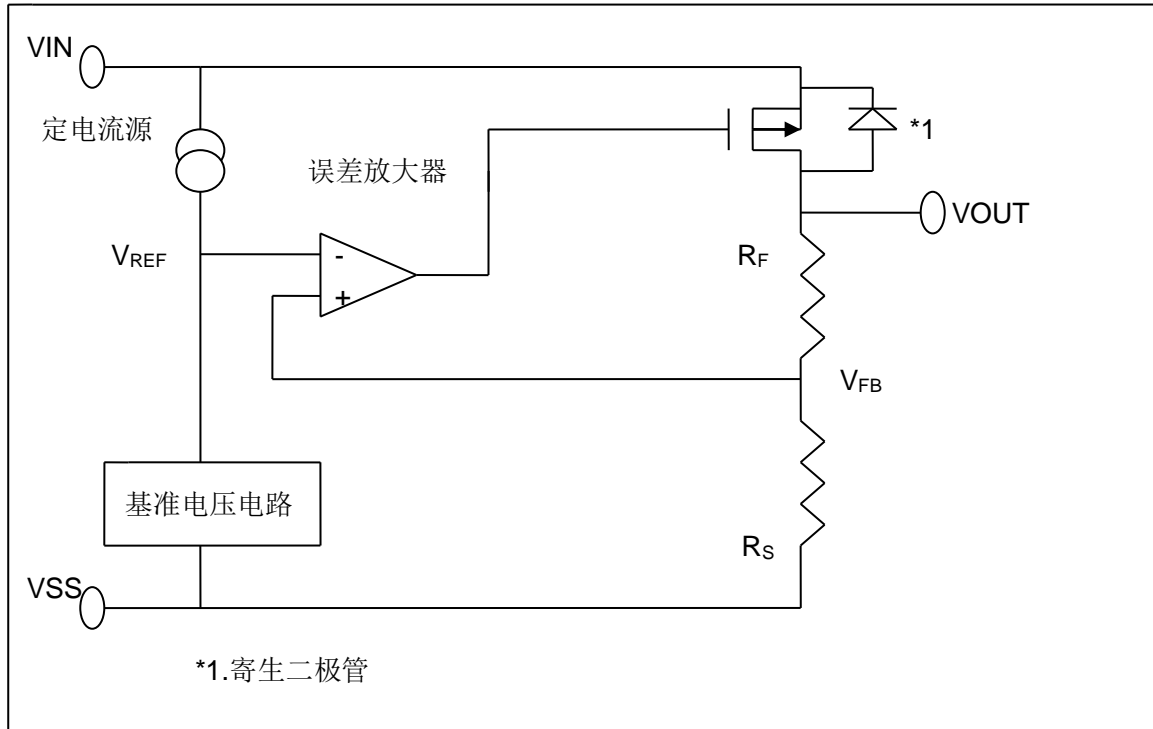 VIN
定电流源
*1
误差放大器
VOUT
VREF
-
RF
+
VFB
基准电压电路
RS
VSS
*1.寄生二极管